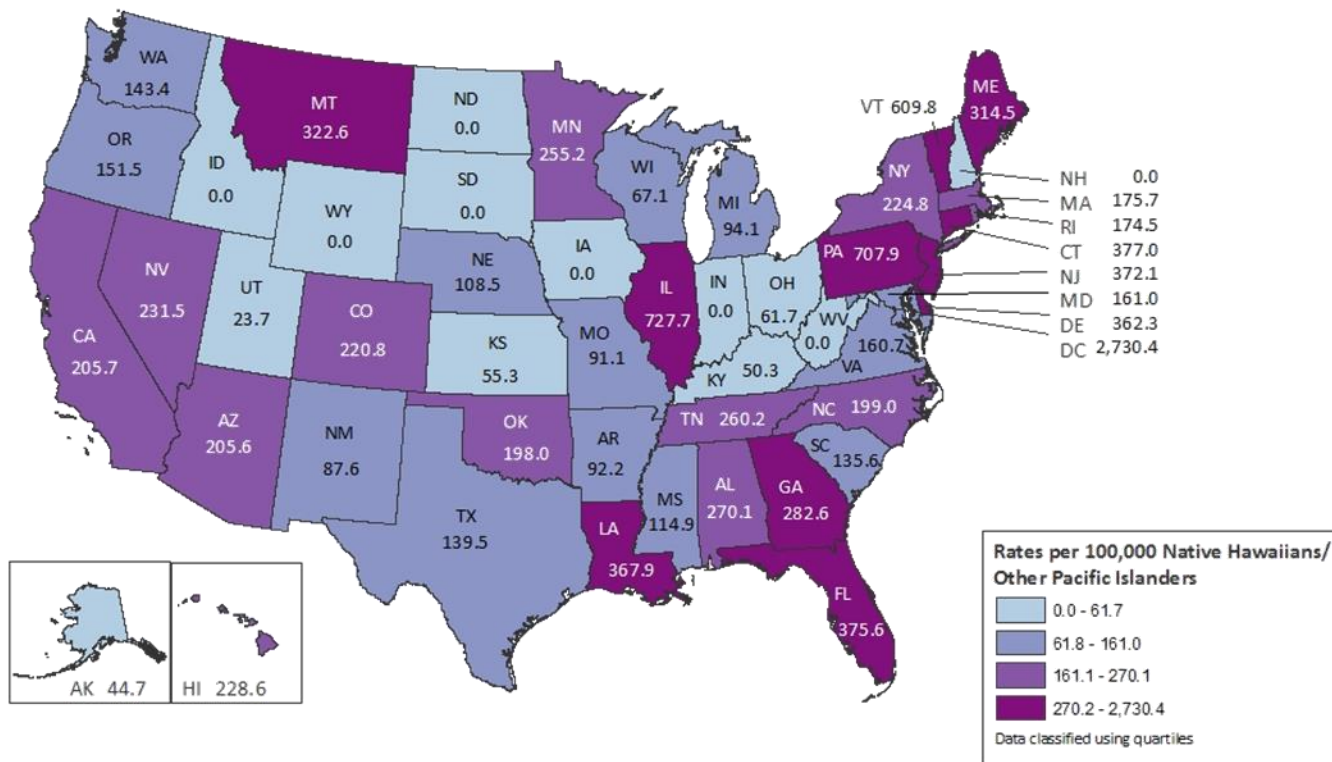 WA
143.4
MT
322.6
ND
0.0
MN
255.2
VT 609.8
ME
314.5
OR
151.5
ID
0.0
WI
67.1
MI
94.1
NY
224.8
NH 0.0
MA 175.7
RI 174.5
CT 377.0
NJ 372.1
MD 161.0
DE 362.3
DC 2,730.4
SD
0.0
WY
0.0
IA
0.0
PA 707.9
NV
231.5
UT
23.7
NE
108.5
IL
727.7
IN
0.0
OH
61.7
CA
205.7
CO
220.8
KS
55.3
MO
91.1
WV
0.0
160.7
VA
KY 50.3
AZ
205.6
NM
87.6
OK
198.0
AR
92.2
TN 260.2
NC 199.0
SC
135.6
TX
139.5
LA
367.9
MS
114.9
AL
270.1
GA
282.6
FL
375.6
AK 44.7
HI 228.6
Rates per 100,000 Native Hawaiians/
Other Pacific Islanders
0.0 - 61.7
61.8 - 161.0
161.1 - 270.1
270.2 - 2,730.4
Data classified using quartiles